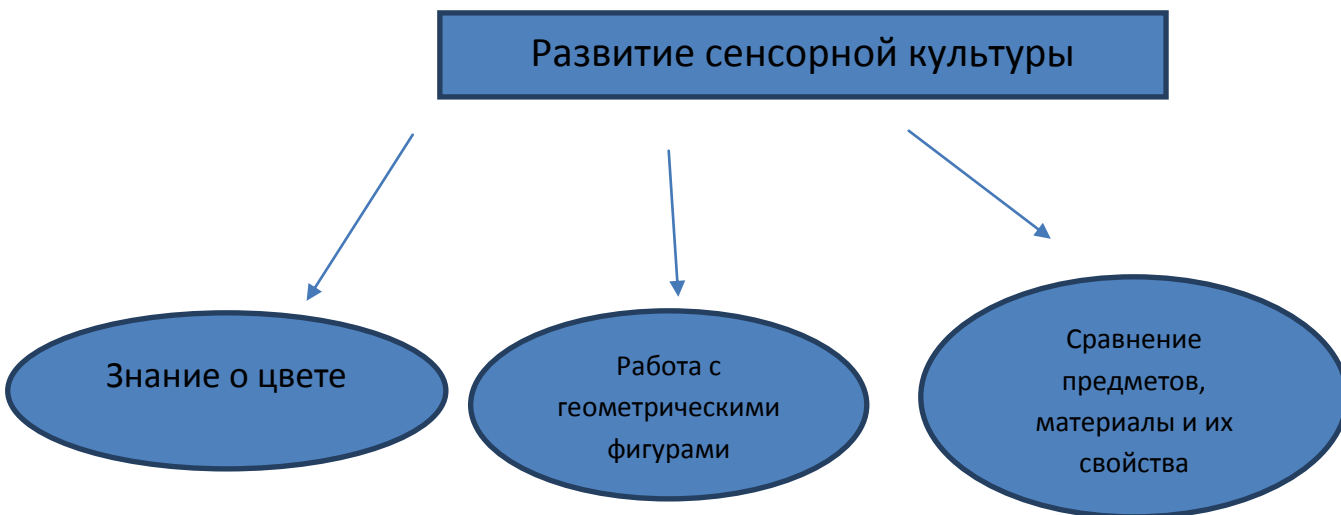 Развитие сенсорной культуры
Знание о цвете
Работа с
геометрическими
фигурами
Сравнение
предметов,
материалы и их
свойства